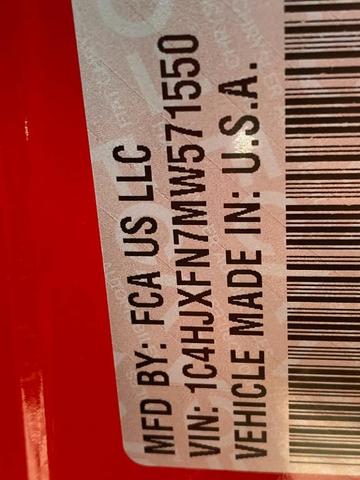 MFD BY: FCA US LLC
VIN: 1C4HJXFN7MW571550
VEHICLE MADE IN: U.S.A.